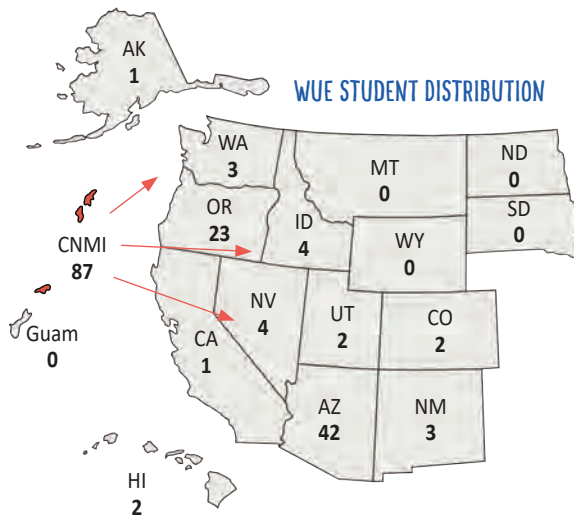 AK
1
WUE STUDENT DISTRIBUTION
WA
3
MT
0
ND
0
OR
23
ID
4
SD
0
WY
0
CNMI
87
NV
4
UT
2
CO
2
Guam
0
CA
1
AZ
42
NM
3
HI
2